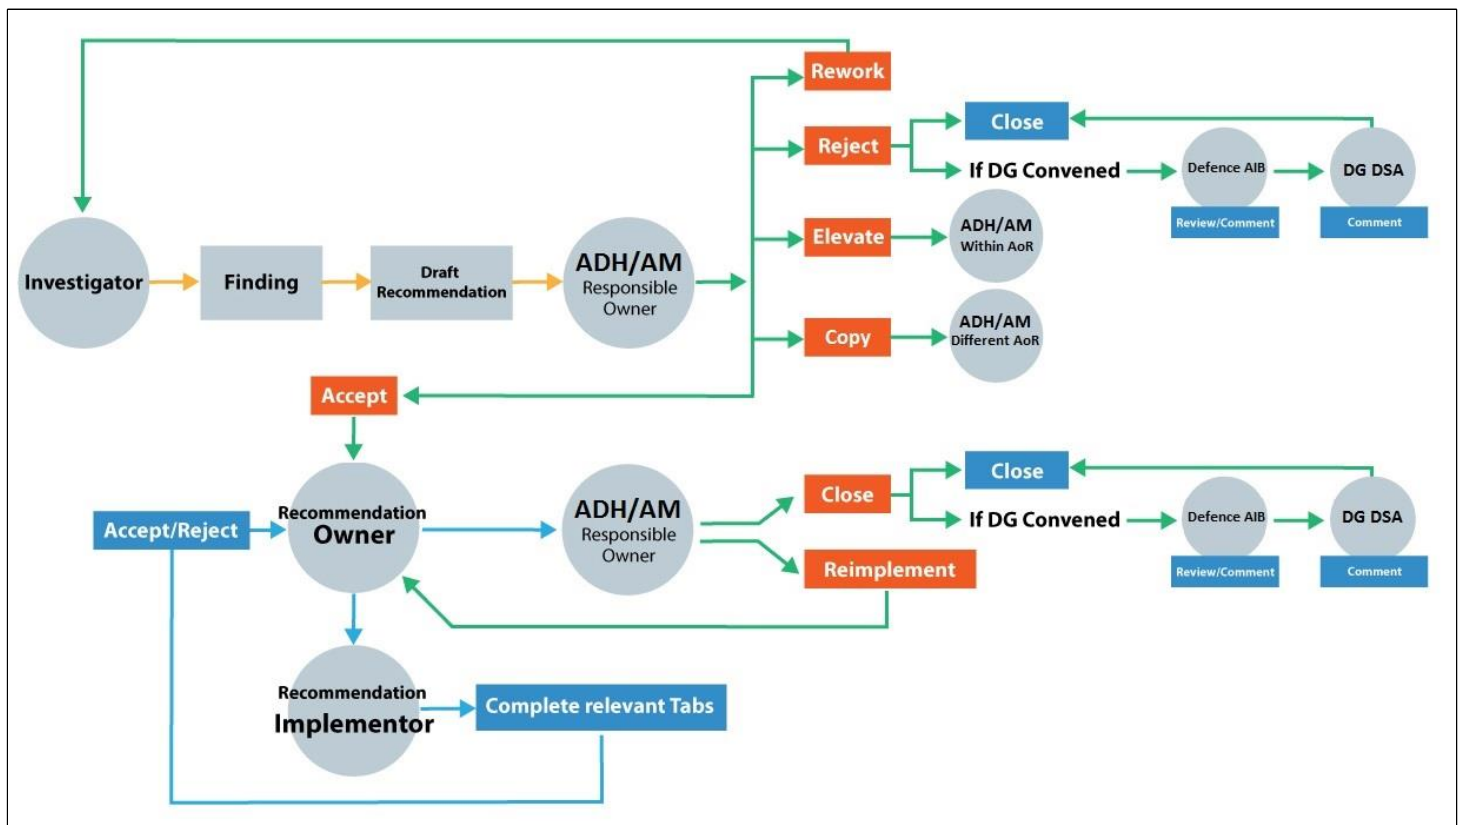 Rework
Close
Reject
If DG Convened
Defence AIB
DG DSA
Review/Comment
Comment
Elevate
ADH/AM
Within AoR
Investigator
Finding
Draft
Recommendation
ADH/AM
Responsible
Owner
Copy
ADH/AM
Different AoR
Accept
Accept/Reject
Recommendation
Owner
ADH/AM
Responsible
Owner
Close
Close
If DG Convened
Defence AIB
DG DSA
Review/Comment
Comment
Reimplement
Recommendation
Implementor
Complete relevant Tabs